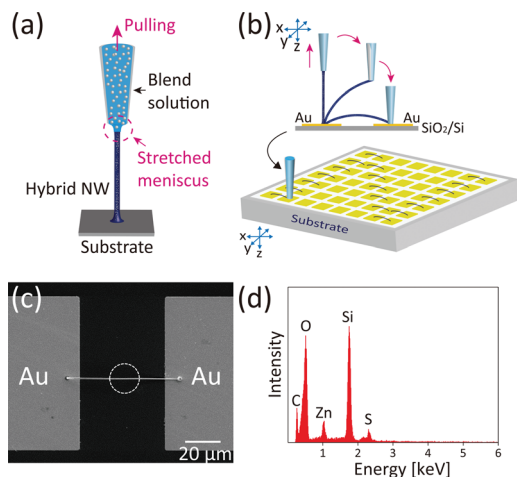 (a)
Pulling
Blend
solution
Stretched
meniscus
Hybrid NW
Substrate
(b)
x
y
z
Au
Au
SiO₂/Si
Substrate
x
y
z
(c)
Au
Au
20 μm
(d)
Intensity
C
O
Zn
Si
S
0 1 2 3 4 5 6
Energy [keV]